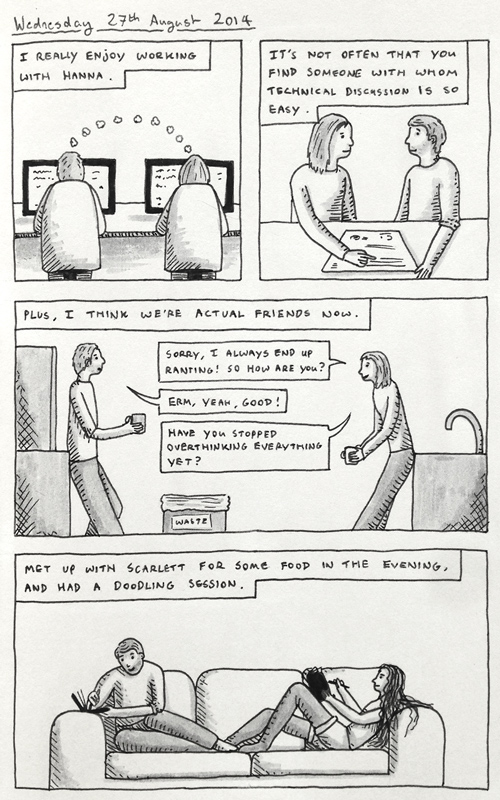 Wednesday 27th August 2014
I REALLY ENJOY WORKING
WITH HANNA.
IT'S NOT OFTEN THAT YOU
FIND SOMEONE WITH WHOM
TECHNICAL DISCUSSION IS SO
EASY.
PLUS, I THINK WE'RE ACTUAL FRIENDS NOW.
SORRY, I ALWAYS END UP
RANTING! SO HOW ARE YOU?
ERM, YEAH, GOOD!
HAVE YOU STOPPED
OVERTHINKING EVERYTHING
YET?
WASTE
MET UP WITH SCARLETT FOR SOME FOOD IN THE EVENING,
AND HAD A DOODLING SESSION.